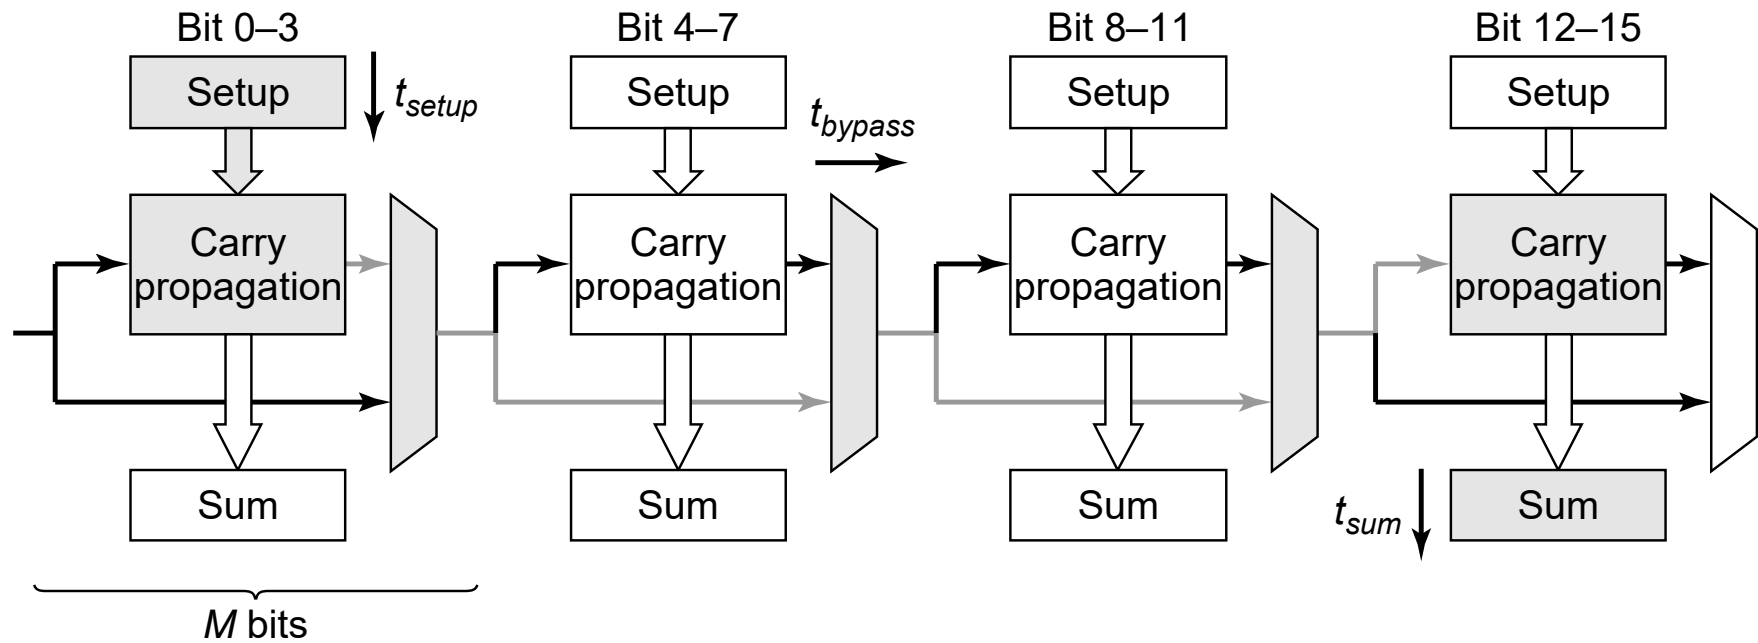 Bit 0–3
Bit 4–7
Bit 8–11
Bit 12–15
Setup
t_setup
Setup
t_bypass
Setup
Setup
Carry
propagation
Carry
propagation
Carry
propagation
Carry
propagation
Sum
Sum
Sum
t_sum
Sum
M bits